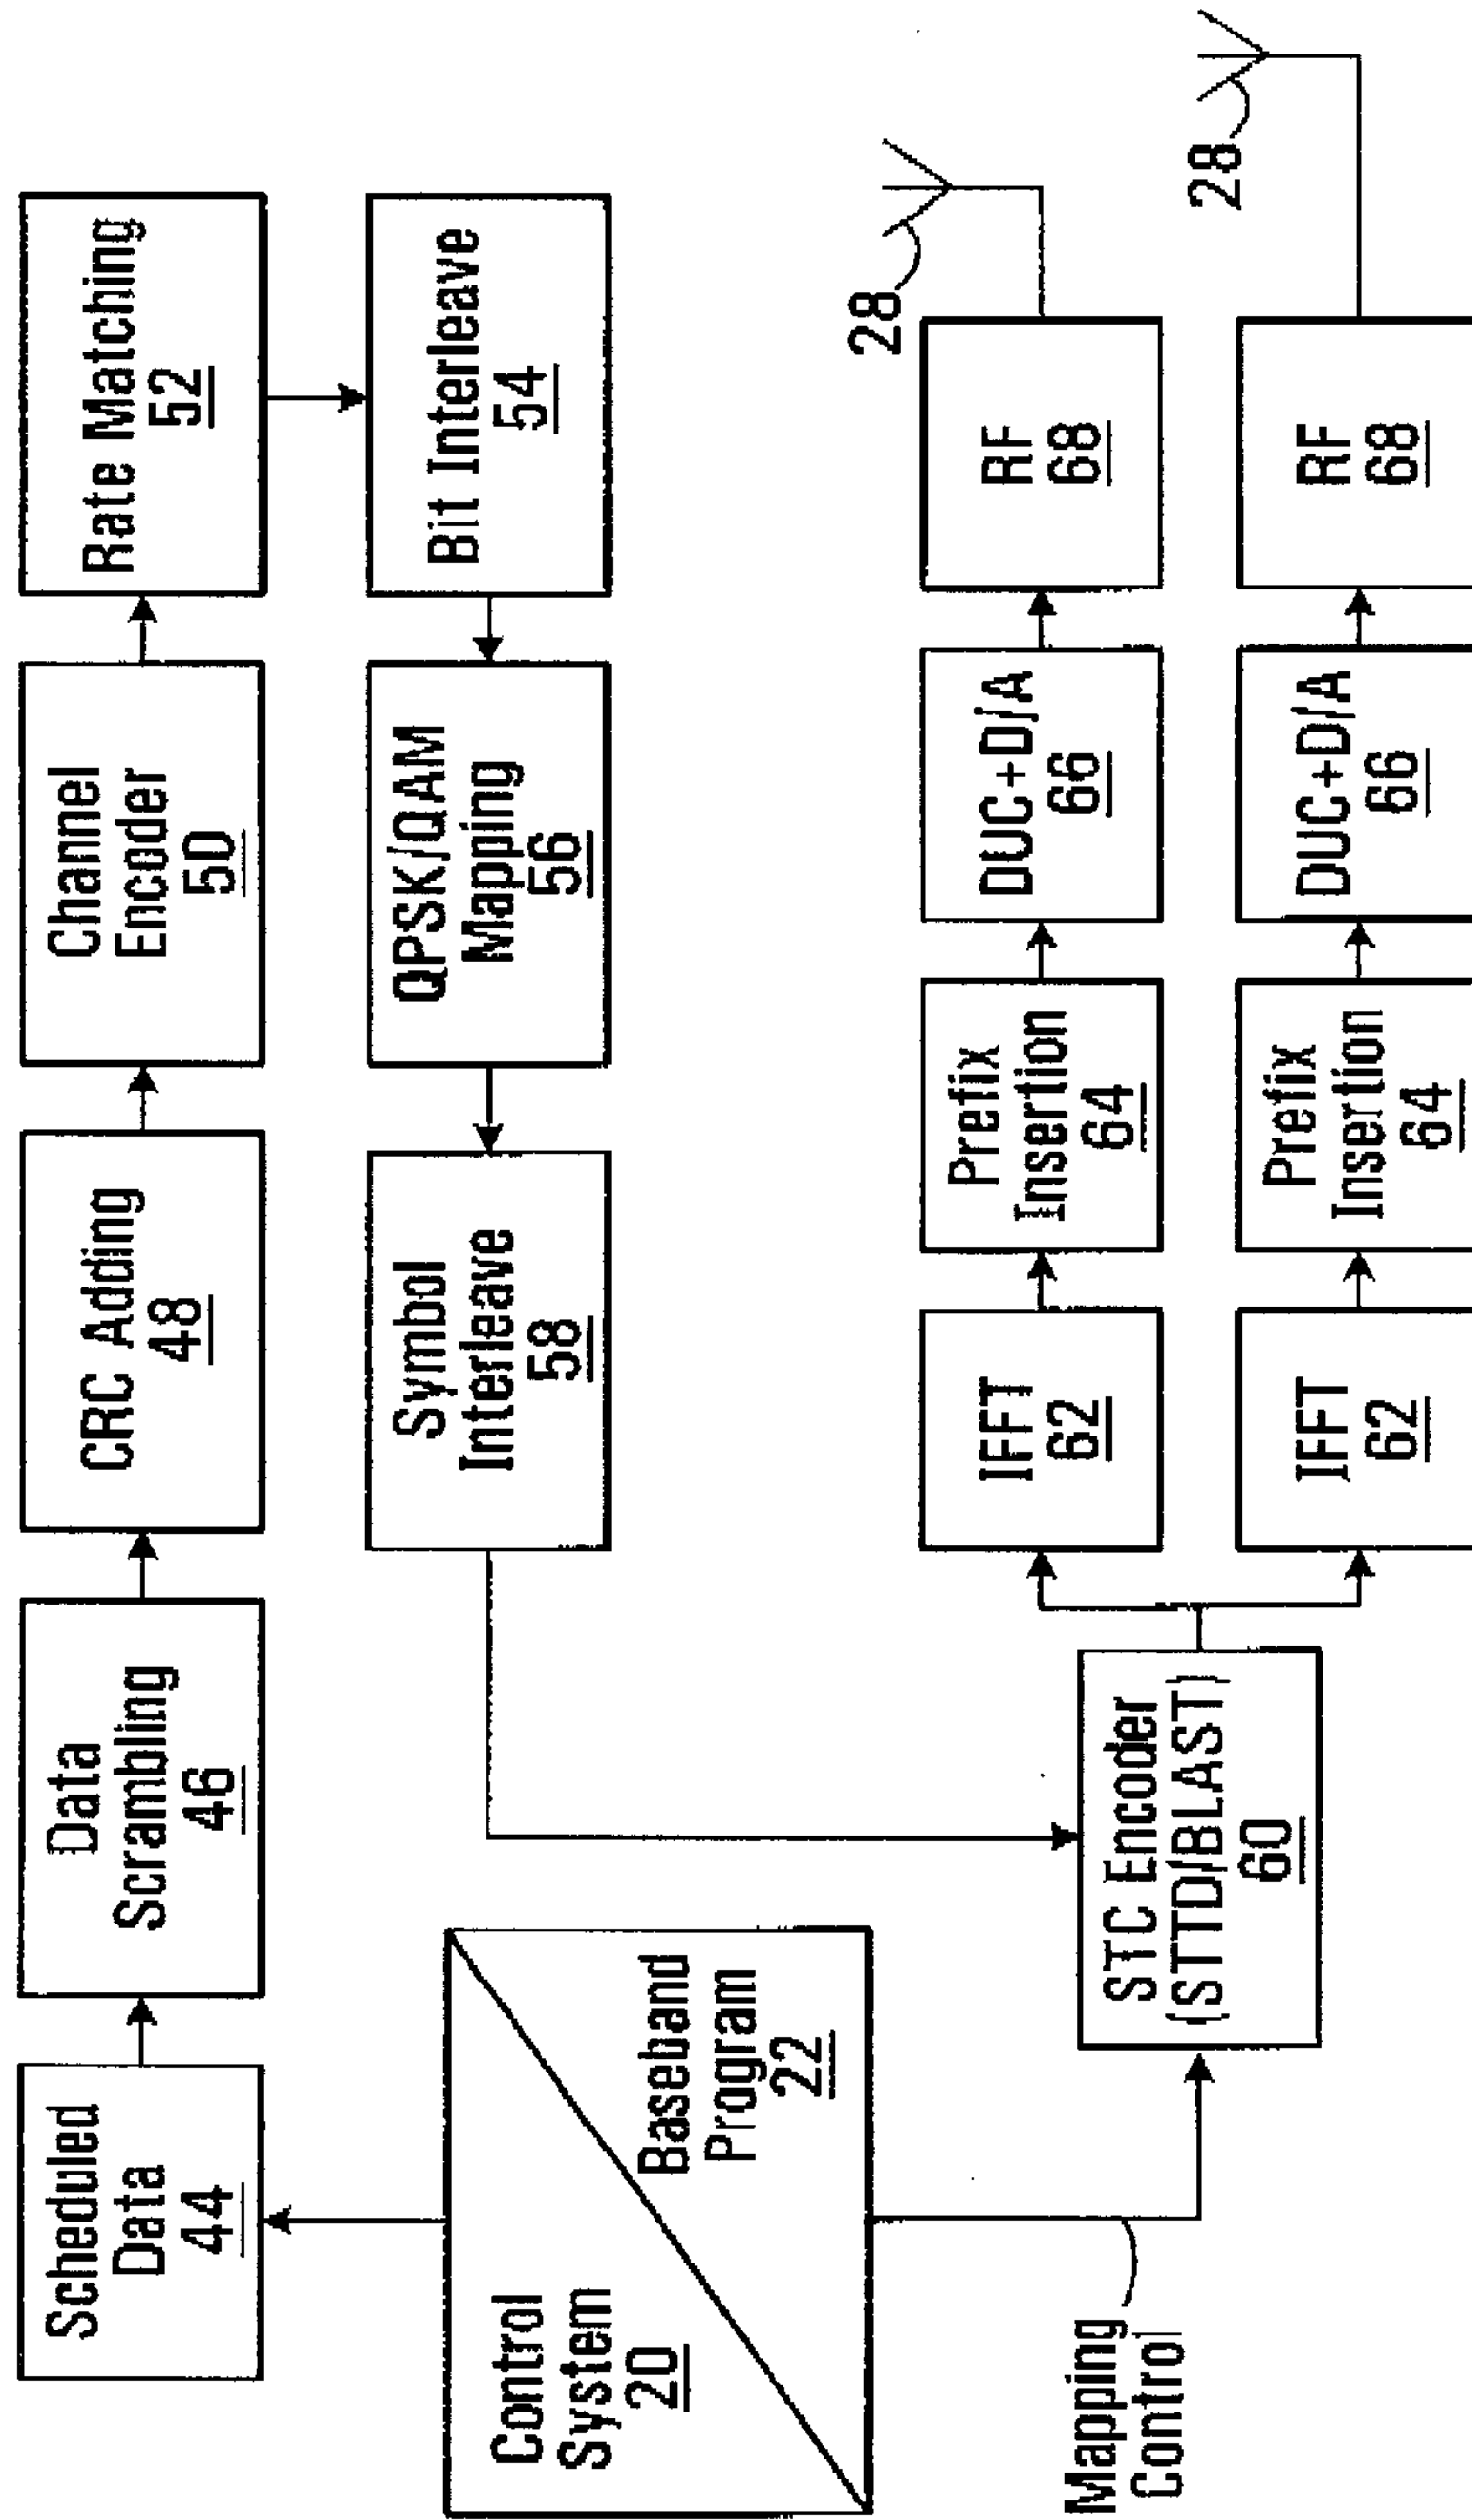 Scheduled
Data
44
Data
Scrambling
46
CRC Adding
48
Channel
Encoder
50
Rate Matching
52
Bit Interleave
54
QPSK/QAM
Mapping
56
Symbol
Interleave
58
Control
System
20
Baseband
Program
22
Mapping
Control
STC Encoder
(STTD/BLAST)
60
IFFT
62
Prefix
Insertion
64
DUC+D/A
66
RF
68
28
IFFT
62
Prefix
Insertion
64
DUC+D/A
66
RF
68
28